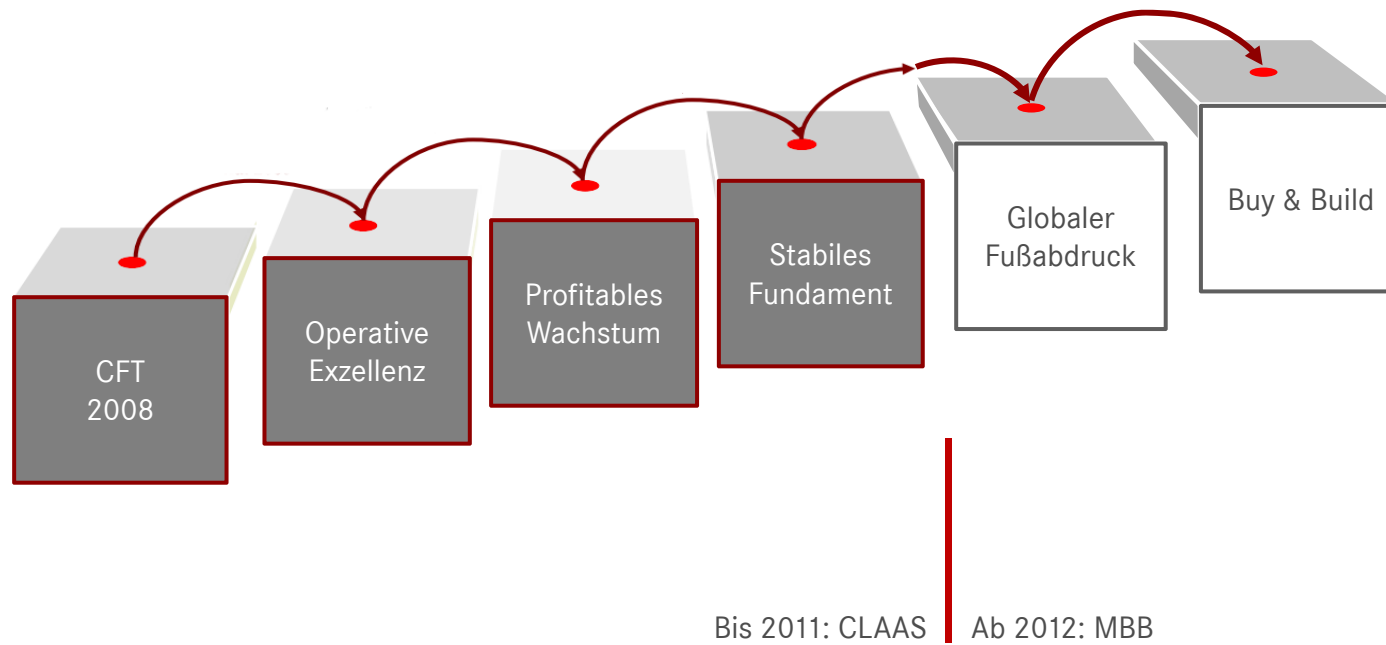 CFT
2008
Operative
Exzellenz
Profitables
Wachstum
Stabiles
Fundament
Globaler
Fußabdruck
Buy & Build
Bis 2011: CLAAS
Ab 2012: MBB